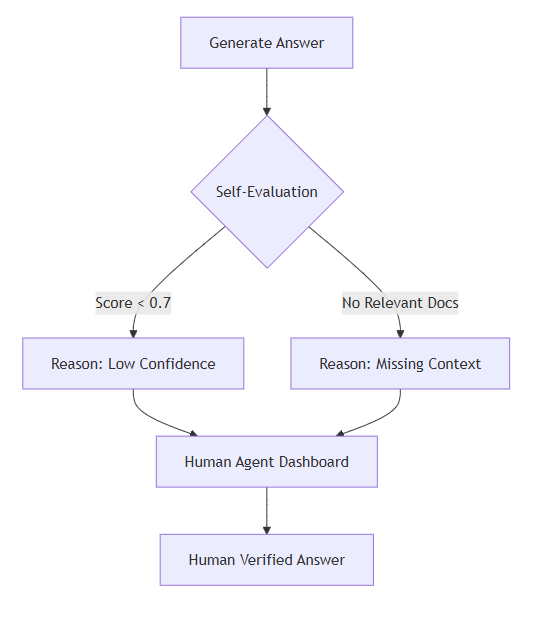 Generate Answer
Self-Evaluation
Score < 0.7
No Relevant Docs
Reason: Low Confidence
Reason: Missing Context
Human Agent Dashboard
Human Verified Answer